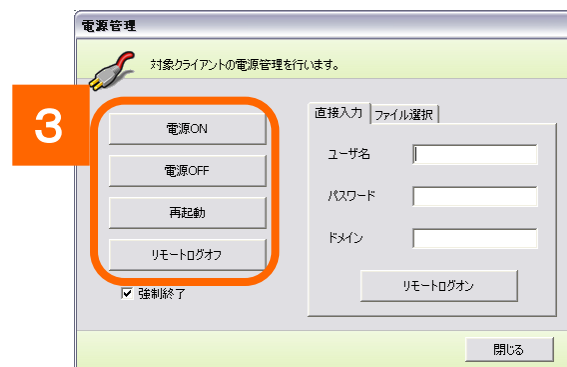 電源管理
対象クライアントの電源管理を行います。
3
電源ON
電源OFF
再起動
リモートログオフ
強制終了
直接入力
ファイル選択
ユーザ名
パスワード
ドメイン
リモートログオン
閉じる